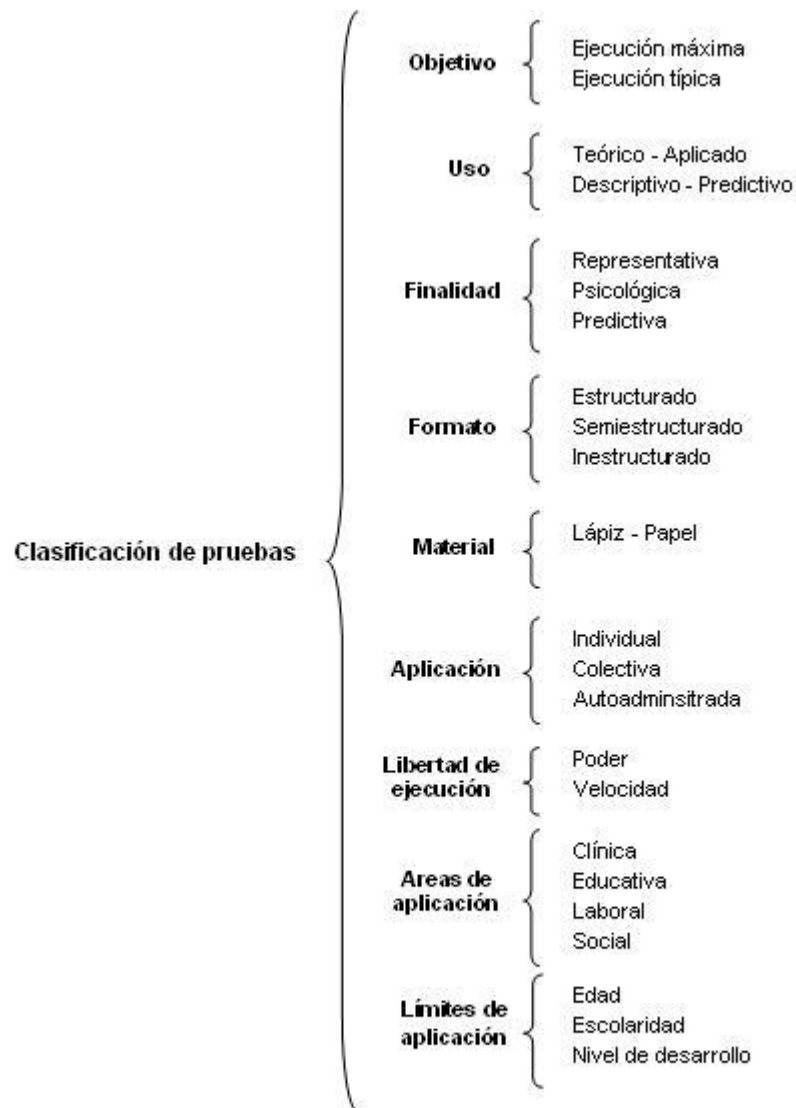 Clasificación de pruebas
Objetivo
Ejecución máxima
Ejecución típica
Uso
Teórico - Aplicado
Descriptivo - Predictivo
Finalidad
Representativa
Psicológica
Predictiva
Formato
Estructurado
Semiestructurado
Inestructurado
Material
Lápiz - Papel
Aplicación
Individual
Colectiva
Autoadminsitrada
Libertad de
ejecución
Poder
Velocidad
Areas de
aplicación
Clínica
Educativa
Laboral
Social
Límites de
aplicación
Edad
Escolaridad
Nivel de desarrollo